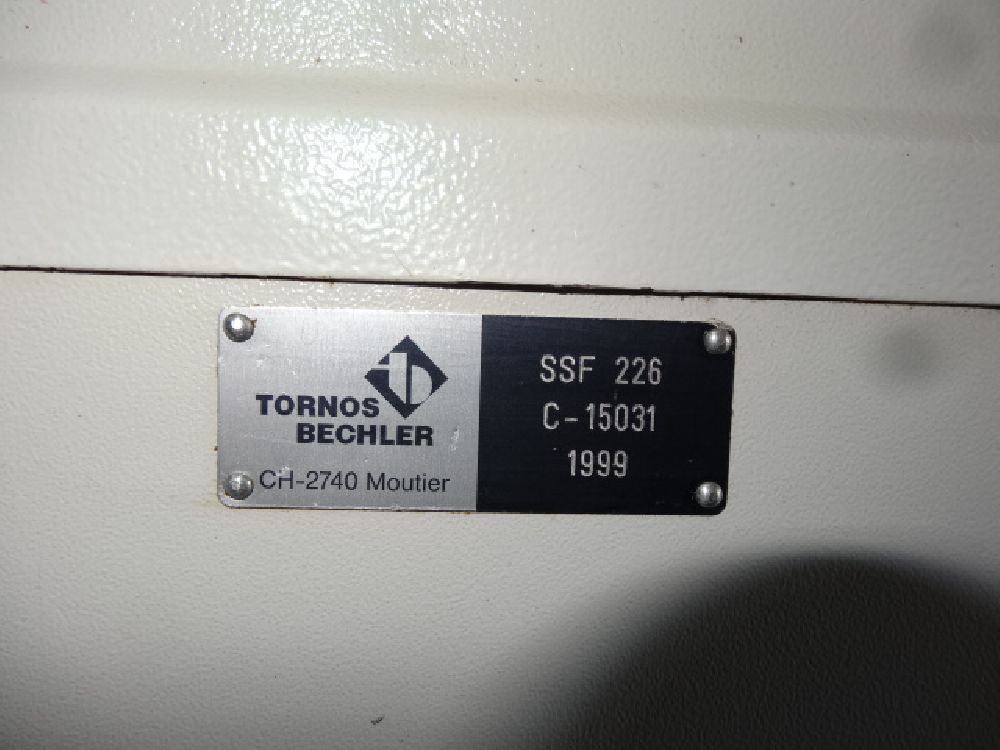 TORNOS
BECHLER
CH-2740 Moutier
SSF 226
C-15031
1999